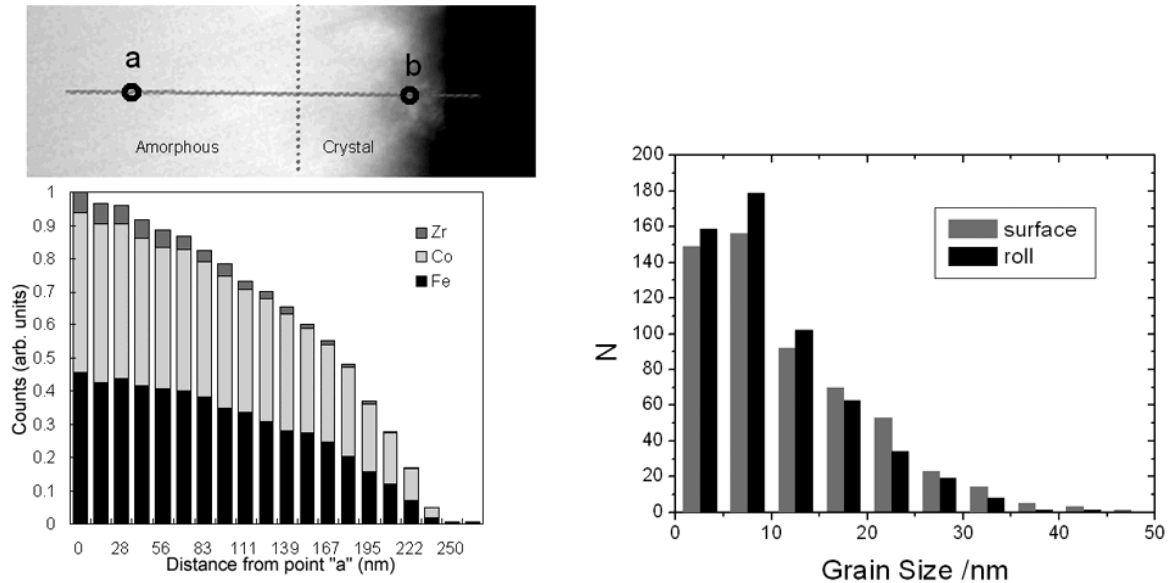 a
b
Amorphous
Crystal
1
0.9
0.8
0.7
0.6
0.5
0.4
0.3
0.2
0.1
0
Counts (arb. units)
Zr
Co
Fe
0 28 56 83 111 139 167 195 222 250
Distance from point "a" (nm)
200
180
160
140
120
100
80
60
40
20
0
N
surface
roll
0 10 20 30 40 50
Grain Size /nm